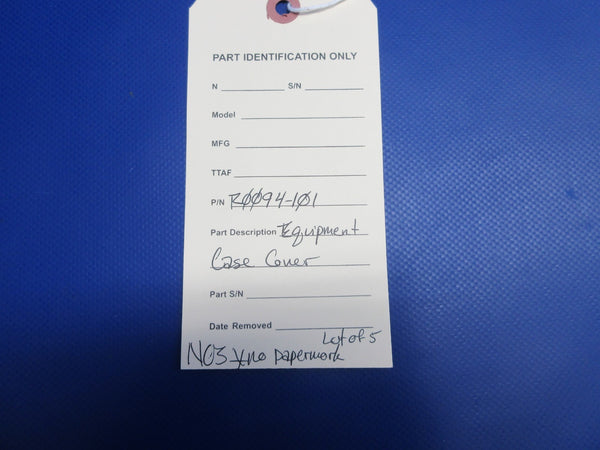 PART IDENTIFICATION ONLY
N S/N
Model
MFG
TTAF
P/N R0094-101
Part Description Equipment
Case Cover
Part S/N
Date Removed
Lot of 5
NOS no paperwork